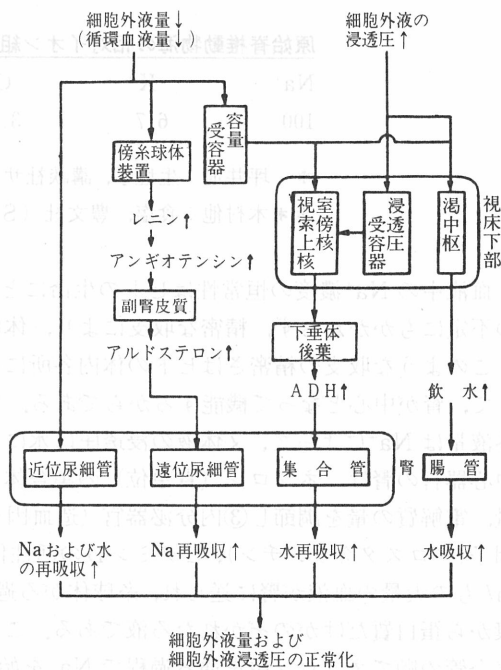 細胞外液量↓
(循環血液量↓)
細胞外液の
浸透圧↑
容量
受容器
傍糸球体
装置
レニン↑
アンギオテンシン↑
副腎皮質
アルドステロン↑
室傍核
視索上核
浸透圧
受容器
渇中枢
視床下部
下垂体
後葉
ADH↑
飲水↑
近位尿細管
遠位尿細管
集合管
腎
腸管
Naおよび水
の再吸収↑
Na再吸収↑
水再吸収↑
水吸収↑
細胞外液量および
細胞外液浸透圧の正常化